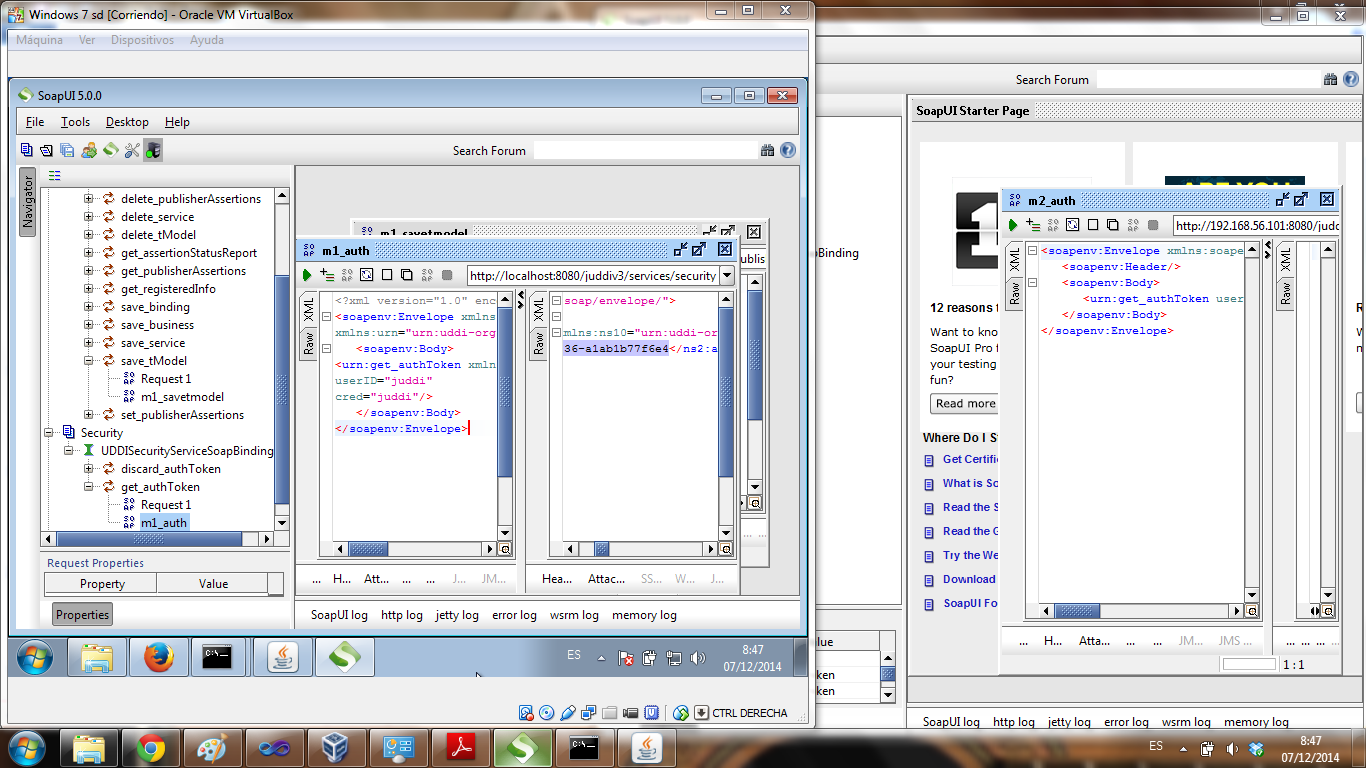 Windows 7 sd [Corriendo] - Oracle VM VirtualBox
Máquina Ver Dispositivos Ayuda
SoapUI 5.0.0
File Tools Desktop Help
Search Forum
Navigator
delete_publisherAssertions
delete_service
delete_tModel
get_assertionStatusReport
get_publisherAssertions
get_registeredInfo
save_binding
save_business
save_service
save_tModel
Request 1
m1_savetmodel
set_publisherAssertions
Security
UDDISecurityServiceSoapBinding
discard_authToken
get_authToken
Request 1
m1_auth
Request Properties
Property Value
Properties
m1_savetmodel
publis
m1_auth
http://localhost:8080/juddiv3/services/security
XML
Raw
<?xml version="1.0" enc
<soapenv:Envelope xmlns
xmlns:urn="urn:uddi-org
<soapenv:Body>
<urn:get_authToken xmln
userID="juddi"
cred="juddi"/>
</soapenv:Body>
</soapenv:Envelope>
XML
Raw
soap/envelope/">
mlns:ns10="urn:uddi-or
36-a1ab1b77f6e4</ns2:a
... H... Att... ... ... J... JM...
Hea... Attac... SS... W... J...
SoapUI log http log jetty log error log wsrm log memory log
ES
8:47
07/12/2014
CTRL DERECHA
Search Forum
SoapUI Starter Page
ARE YOU
12 reasons t
Want to kno
SoapUI Pro f
your testing
fun?
Read more
Where Do I S
Get Certifi
What is So
Read the S
Read the G
Try the We
Download
SoapUI Fo
Binding
alue
ken
ken
m2_auth
http://192.168.56.101:8080/judd
XML
Raw
<soapenv:Envelope xmlns:soape
<soapenv:Header/>
<soapenv:Body>
<urn:get_authToken user
</soapenv:Body>
</soapenv:Envelope>
XML
Raw
... H... Atta... ... ... JM... JMS ...
... ... ... ...
1 : 1
SoapUI log http log jetty log error log wsrm log memory log
ES
8:47
07/12/2014